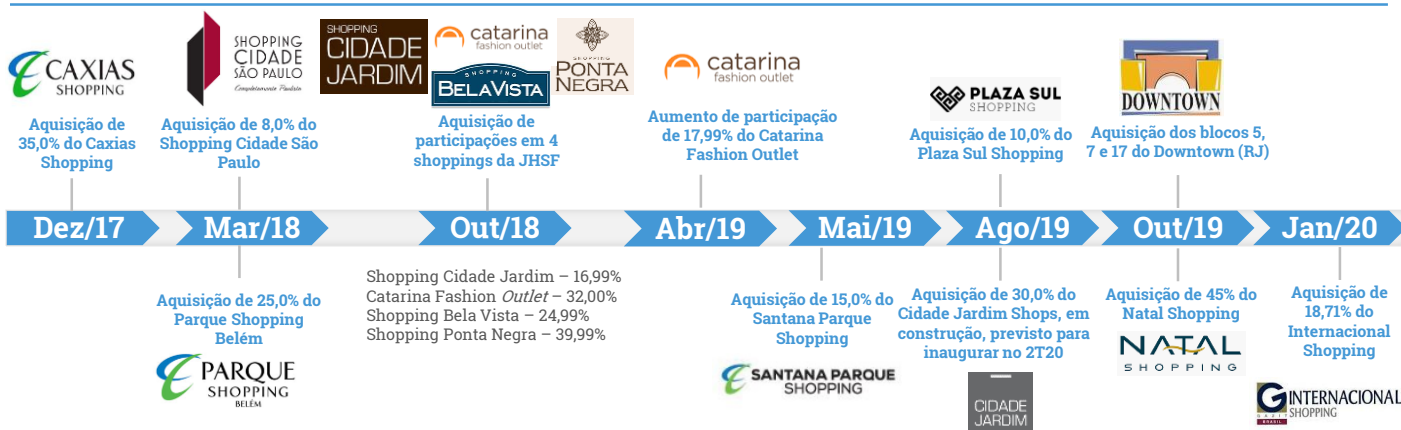 CAXIAS
SHOPPING
Aquisição de
35,0% do Caxias
Shopping
SHOPPING
CIDADE
SÃO PAULO
Completamente Paulista
Aquisição de 8,0% do
Shopping Cidade São
Paulo
SHOPPING
CIDADE
JARDIM
catarina
fashion outlet
SHOPPING
BELAVISTA
SHOPPING
PONTA
NEGRA
Aquisição de
participações em 4
shoppings da JHSF
catarina
fashion outlet
Aumento de participação
de 17,99% do Catarina
Fashion Outlet
PLAZA SUL
SHOPPING
Aquisição de 10,0% do
Plaza Sul Shopping
DOWNTOWN
Aquisição dos blocos 5,
7 e 17 do Downtown (RJ)
Dez/17
Mar/18
Out/18
Abr/19
Mai/19
Ago/19
Out/19
Jan/20
Aquisição de 25,0% do
Parque Shopping
Belém
PARQUE
SHOPPING
BELÉM
Shopping Cidade Jardim – 16,99%
Catarina Fashion Outlet – 32,00%
Shopping Bela Vista – 24,99%
Shopping Ponta Negra – 39,99%
Aquisição de 15,0% do
Santana Parque
Shopping
SANTANA PARQUE
SHOPPING
Aquisição de 30,0% do
Cidade Jardim Shops, em
construção, previsto para
inaugurar no 2T20
CIDADE
JARDIM
Aquisição de 45% do
Natal Shopping
NATAL
SHOPPING
Aquisição de
18,71% do
Internacional
Shopping
G INTERNACIONAL
SHOPPING
GAZIT
BRASIL